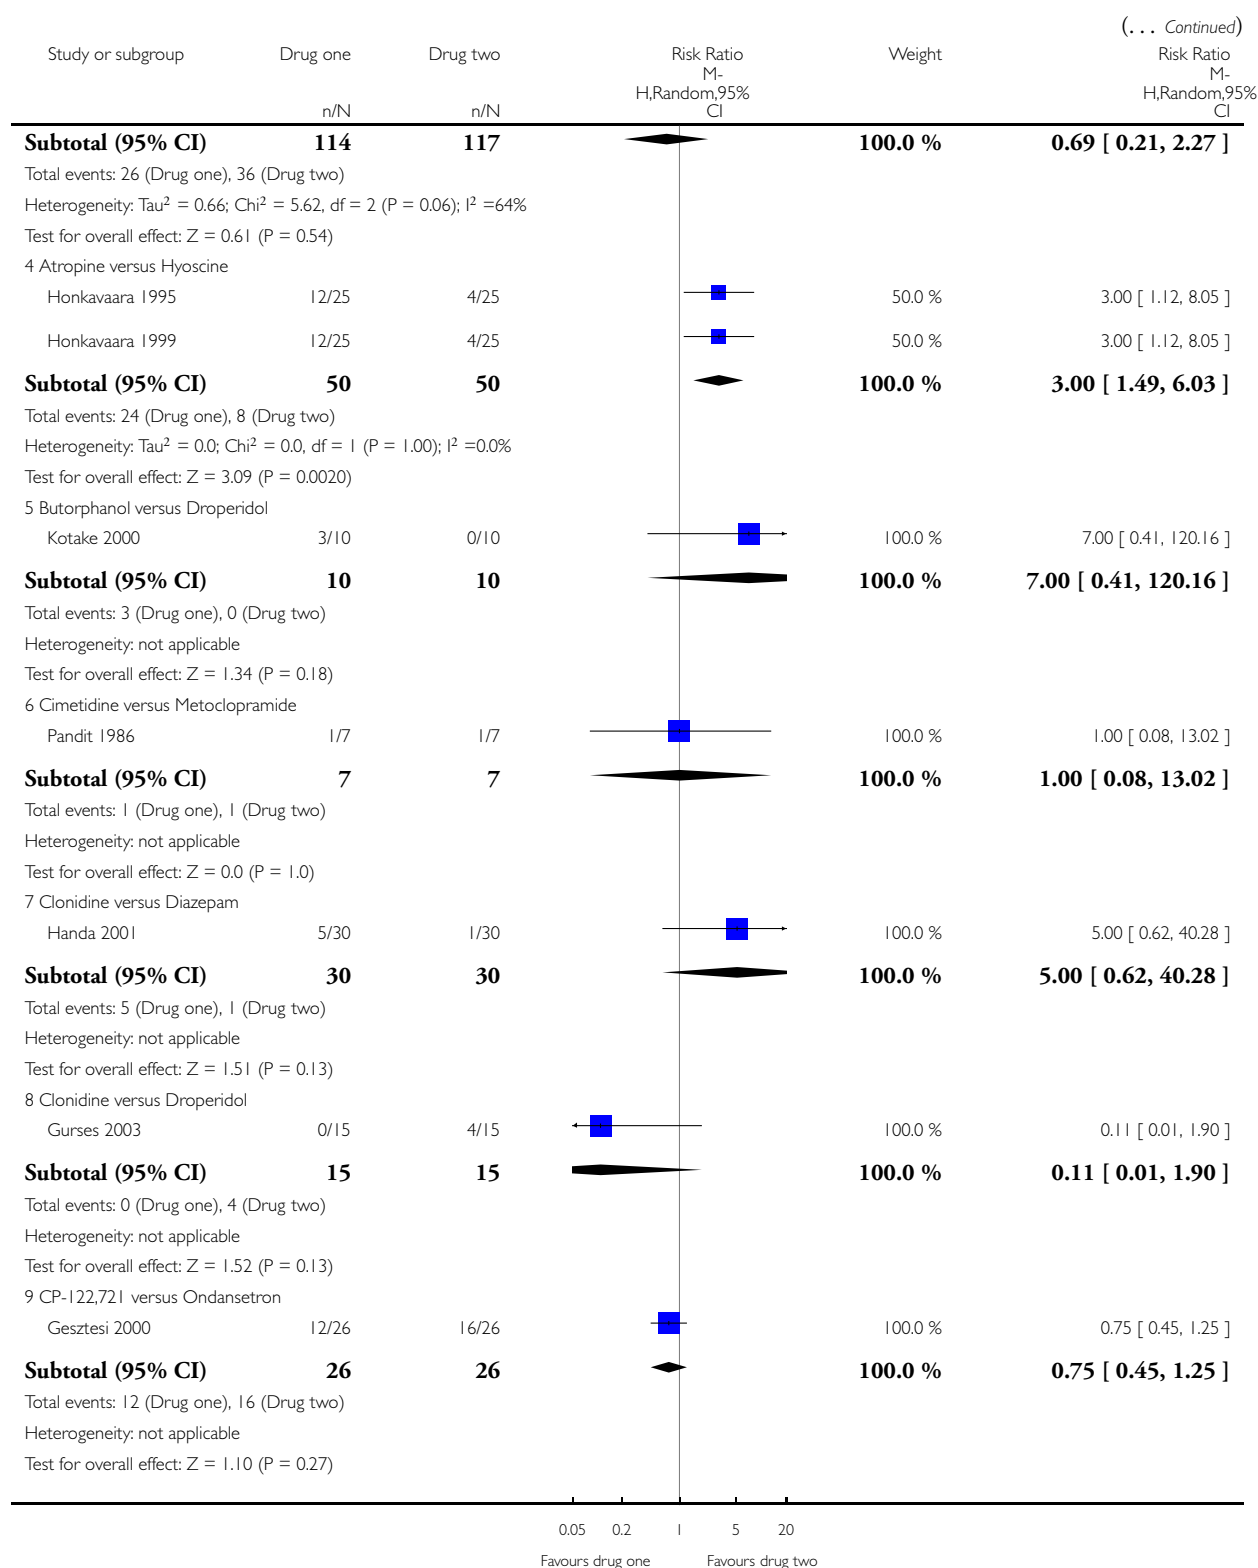 (... Continued)
Study or subgroup Drug one Drug two Risk Ratio Weight Risk Ratio
M- M-
H,Random,95% H,Random,95%
n/N n/N CI CI
Subtotal (95% CI) 114 117 100.0 % 0.69 [ 0.21, 2.27 ]
Total events: 26 (Drug one), 36 (Drug two)
Heterogeneity: Tau² = 0.66; Chi² = 5.62, df = 2 (P = 0.06); I² =64%
Test for overall effect: Z = 0.61 (P = 0.54)
4 Atropine versus Hyoscine
Honkavaara 1995 12/25 4/25 50.0 % 3.00 [ 1.12, 8.05 ]
Honkavaara 1999 12/25 4/25 50.0 % 3.00 [ 1.12, 8.05 ]
Subtotal (95% CI) 50 50 100.0 % 3.00 [ 1.49, 6.03 ]
Total events: 24 (Drug one), 8 (Drug two)
Heterogeneity: Tau² = 0.0; Chi² = 0.0, df = 1 (P = 1.00); I² =0.0%
Test for overall effect: Z = 3.09 (P = 0.0020)
5 Butorphanol versus Droperidol
Kotake 2000 3/10 0/10 100.0 % 7.00 [ 0.41, 120.16 ]
Subtotal (95% CI) 10 10 100.0 % 7.00 [ 0.41, 120.16 ]
Total events: 3 (Drug one), 0 (Drug two)
Heterogeneity: not applicable
Test for overall effect: Z = 1.34 (P = 0.18)
6 Cimetidine versus Metoclopramide
Pandit 1986 1/7 1/7 100.0 % 1.00 [ 0.08, 13.02 ]
Subtotal (95% CI) 7 7 100.0 % 1.00 [ 0.08, 13.02 ]
Total events: 1 (Drug one), 1 (Drug two)
Heterogeneity: not applicable
Test for overall effect: Z = 0.0 (P = 1.0)
7 Clonidine versus Diazepam
Handa 2001 5/30 1/30 100.0 % 5.00 [ 0.62, 40.28 ]
Subtotal (95% CI) 30 30 100.0 % 5.00 [ 0.62, 40.28 ]
Total events: 5 (Drug one), 1 (Drug two)
Heterogeneity: not applicable
Test for overall effect: Z = 1.51 (P = 0.13)
8 Clonidine versus Droperidol
Gurses 2003 0/15 4/15 100.0 % 0.11 [ 0.01, 1.90 ]
Subtotal (95% CI) 15 15 100.0 % 0.11 [ 0.01, 1.90 ]
Total events: 0 (Drug one), 4 (Drug two)
Heterogeneity: not applicable
Test for overall effect: Z = 1.52 (P = 0.13)
9 CP-122,721 versus Ondansetron
Gesztesi 2000 12/26 16/26 100.0 % 0.75 [ 0.45, 1.25 ]
Subtotal (95% CI) 26 26 100.0 % 0.75 [ 0.45, 1.25 ]
Total events: 12 (Drug one), 16 (Drug two)
Heterogeneity: not applicable
Test for overall effect: Z = 1.10 (P = 0.27)
0.05 0.2 1 5 20
Favours drug one Favours drug two